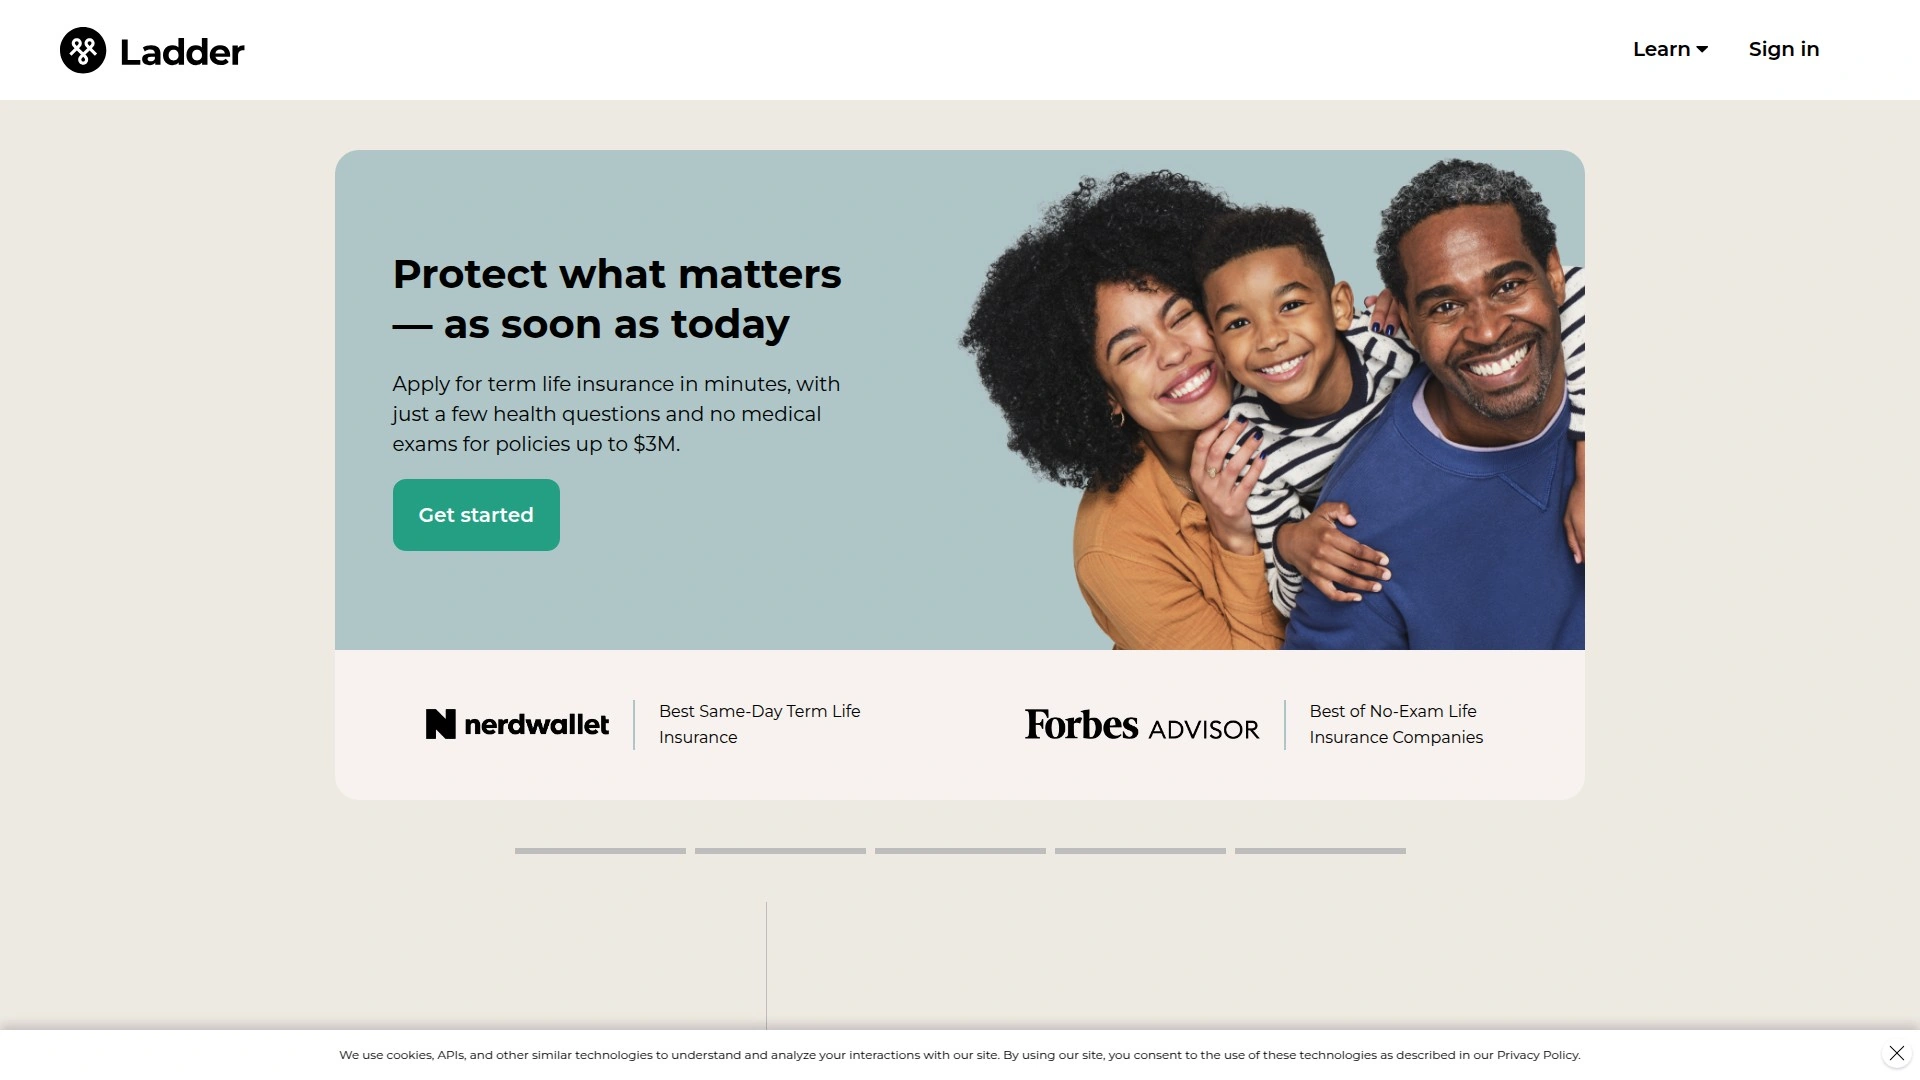 Ladder
Learn
Sign in
Protect what matters
— as soon as today
Apply for term life insurance in minutes, with
just a few health questions and no medical
exams for policies up to $3M.
Get started
nerdwallet
Best Same-Day Term Life
Insurance
Forbes ADVISOR
Best of No-Exam Life
Insurance Companies
We use cookies, APIs, and other similar technologies to understand and analyze your interactions with our site. By using our site, you consent to the use of these technologies as described in our Privacy Policy.